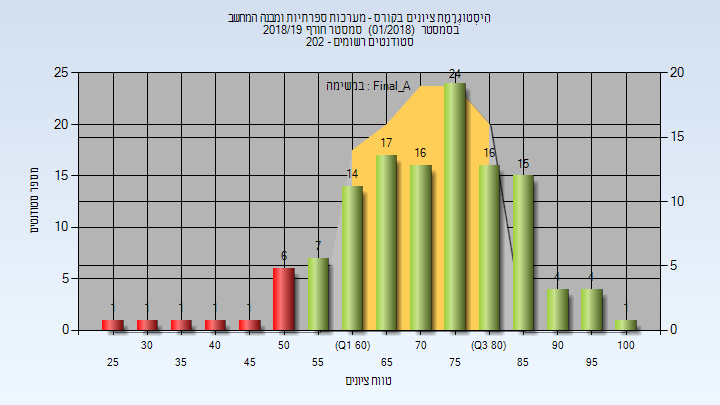 היסטוגרמת ציונים בקורס - מערכות ספרתיות ומבנה המחשב
בסמסטר (01/2018) סמסטר חורף 2018/19
סטודנטים רשומים - 202
במשימה : Final_A
מספר סטודנטים
25 20 15 10 5 0
20 15 10 5 0
1 1 1 1 1 6 7 14 17 16 24 16 15 4 4 1
30 40 50 (Q1 60) 70 (Q3 80) 90 100
25 35 45 55 65 75 85 95
טווח ציונים